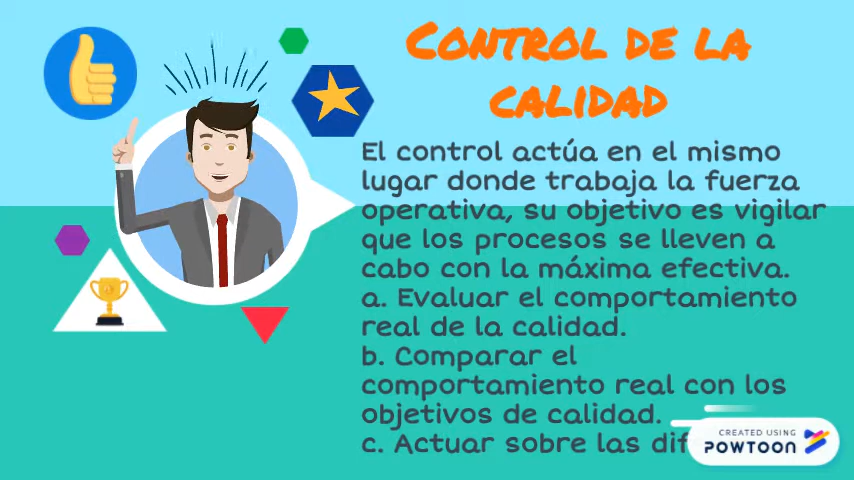 CONTROL DE LA
CALIDAD
El control actúa en el mismo
lugar donde trabaja la fuerza
operativa, su objetivo es vigilar
que los procesos se lleven a
cabo con la máxima efectiva.
a. Evaluar el comportamiento
real de la calidad.
b. Comparar el
comportamiento real con los
objetivos de calidad.
c. Actuar sobre las
CREATED USING
POWTOON